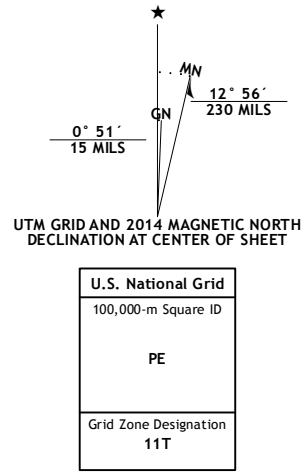 ★
MN
GN
12° 56´
230 MILS
0° 51´
15 MILS
UTM GRID AND 2014 MAGNETIC NORTH
DECLINATION AT CENTER OF SHEET
U.S. National Grid
100,000-m Square ID
PE
Grid Zone Designation
11T